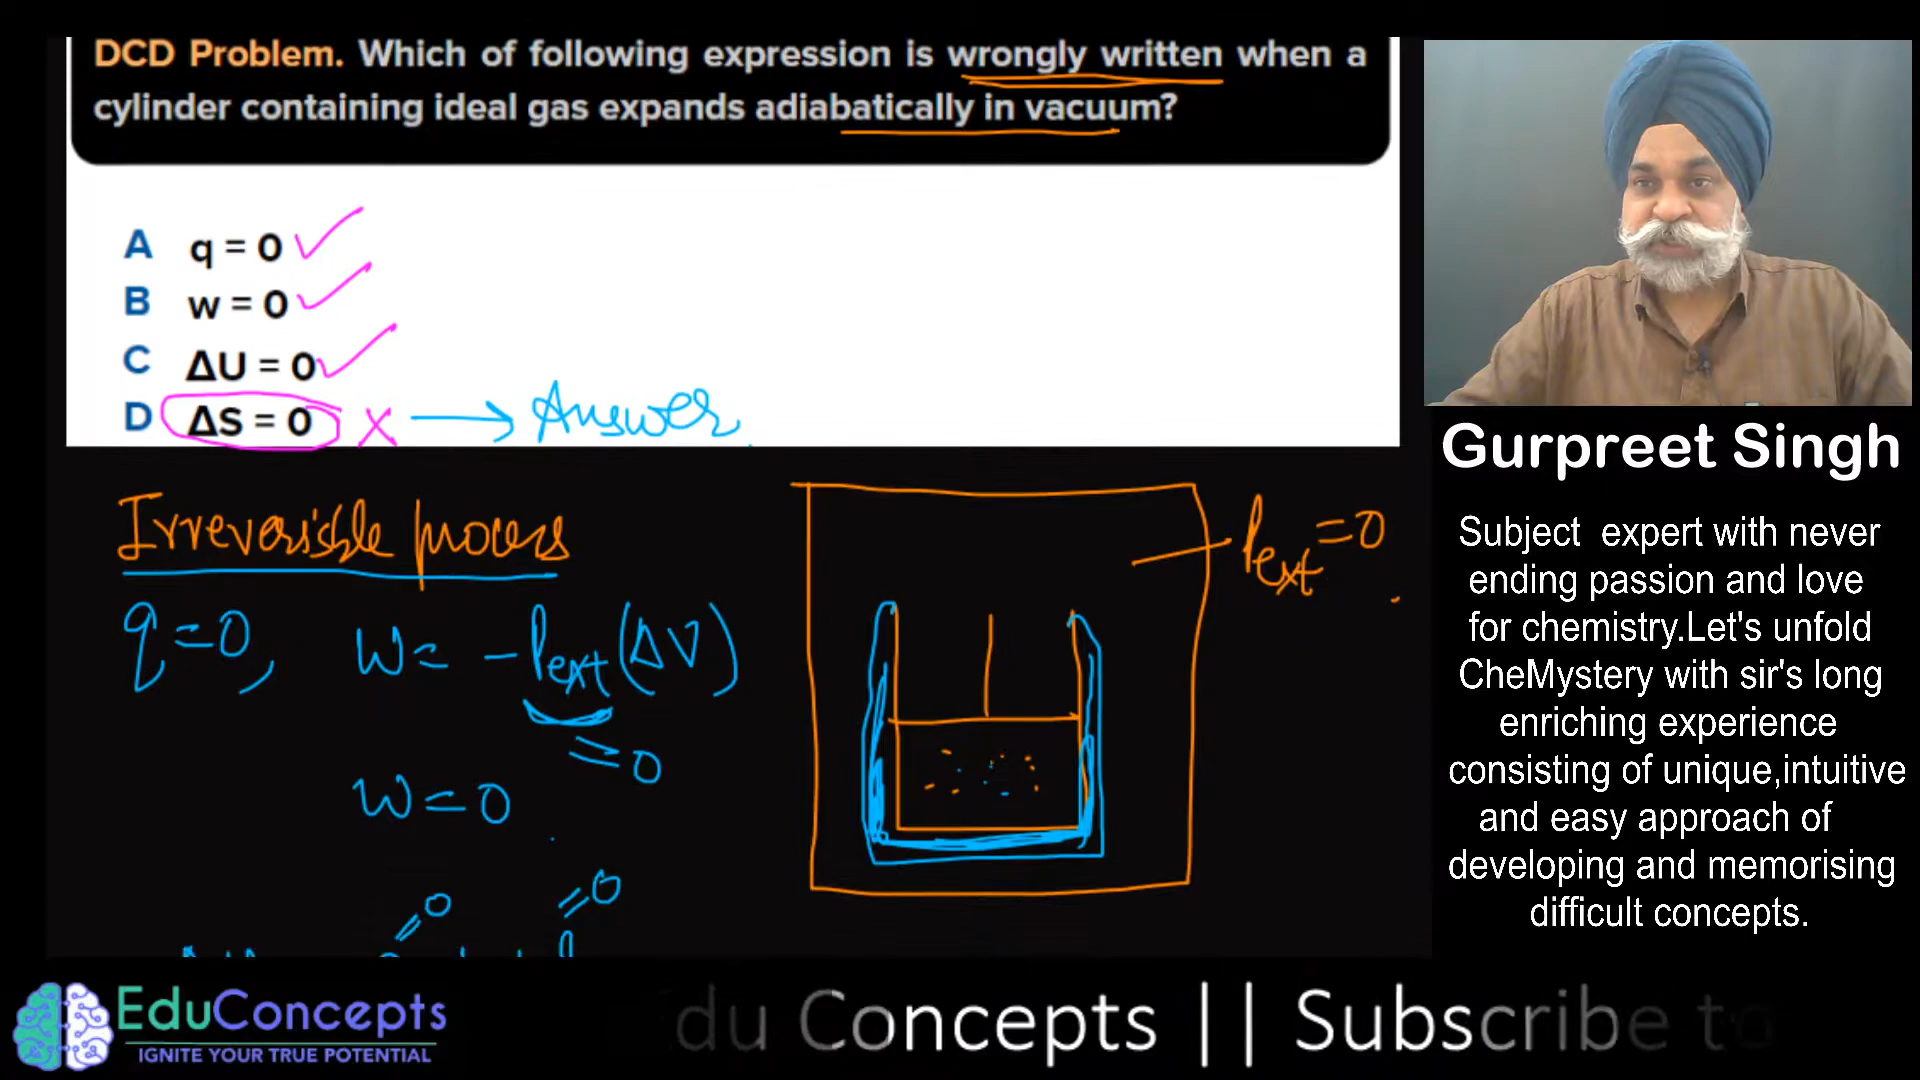 DCD Problem. Which of following expression is wrongly written when a
cylinder containing ideal gas expands adiabatically in vacuum?
A q = 0 ✓
B w = 0 ✓
C ΔU = 0 ✓
D ΔS = 0 × → Answer
Irreversible process
q=0, W= -Pext(ΔV)
=0
W=0
=0 =0
Pext=0
Gurpreet Singh
Subject expert with never
ending passion and love
for chemistry.Let's unfold
CheMystery with sir's long
enriching experience
consisting of unique,intuitive
and easy approach of
developing and memorising
difficult concepts.
EduConcepts
IGNITE YOUR TRUE POTENTIAL
du Concepts || Subscribe to